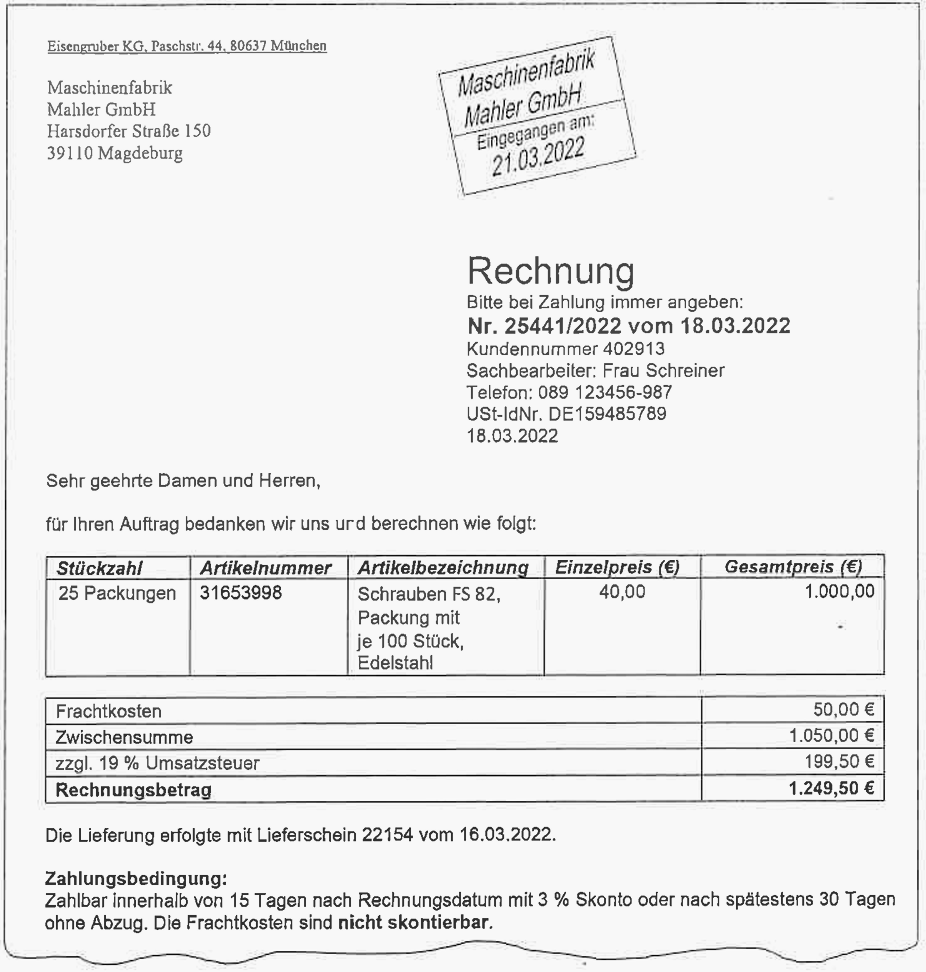 Eisengruber KG, Paschstr. 44, 80637 München
Maschinenfabrik
Mahler GmbH
Harsdorfer Straße 150
39110 Magdeburg
Maschinenfabrik
Mahler GmbH
Eingegangen am:
21.03.2022
Rechnung
Bitte bei Zahlung immer angeben:
Nr. 25441/2022 vom 18.03.2022
Kundennummer 402913
Sachbearbeiter: Frau Schreiner
Telefon: 089 123456-987
USt-IdNr. DE159485789
18.03.2022
Sehr geehrte Damen und Herren,
für Ihren Auftrag bedanken wir uns und berechnen wie folgt:
Stückzahl Artikelnummer Artikelbezeichnung Einzelpreis (€) Gesamtpreis (€)
25 Packungen 31653998 Schrauben FS 82, 40,00 1.000,00
Packung mit
je 100 Stück,
Edelstahl
Frachtkosten 50,00 €
Zwischensumme 1.050,00 €
zzgl. 19 % Umsatzsteuer 199,50 €
Rechnungsbetrag 1.249,50 €
Die Lieferung erfolgte mit Lieferschein 22154 vom 16.03.2022.
Zahlungsbedingung:
Zahlbar innerhalb von 15 Tagen nach Rechnungsdatum mit 3 % Skonto oder nach spätestens 30 Tagen
ohne Abzug. Die Frachtkosten sind nicht skontierbar.